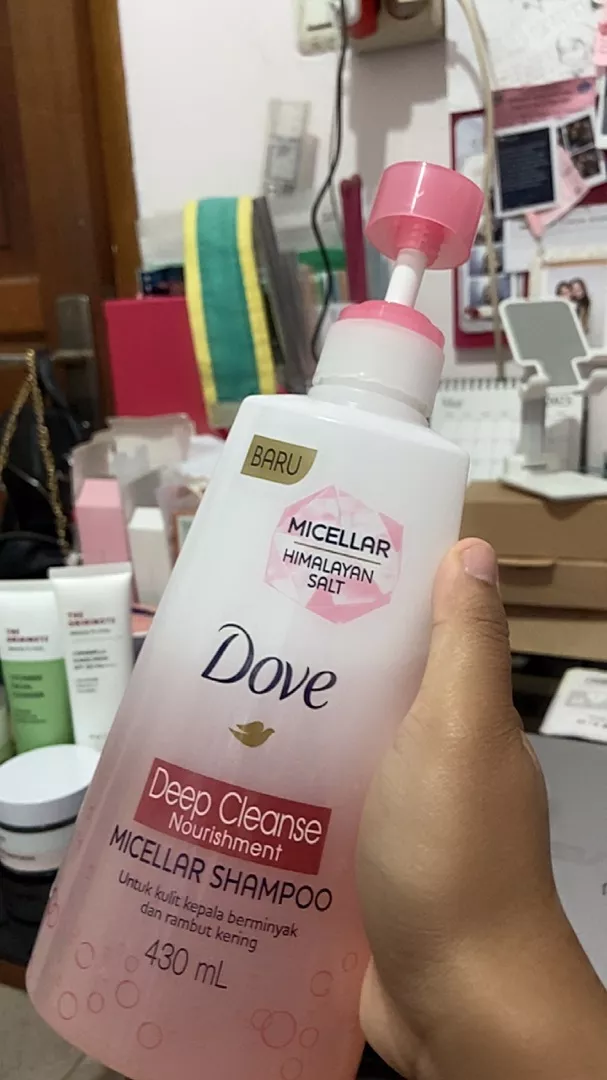 BARU
MICELLAR
HIMALAYAN
SALT
Dove
Deep Cleanse
Nourishment
MICELLAR SHAMPOO
Untuk kulit kepala berminyak
dan rambut kering
430 mL